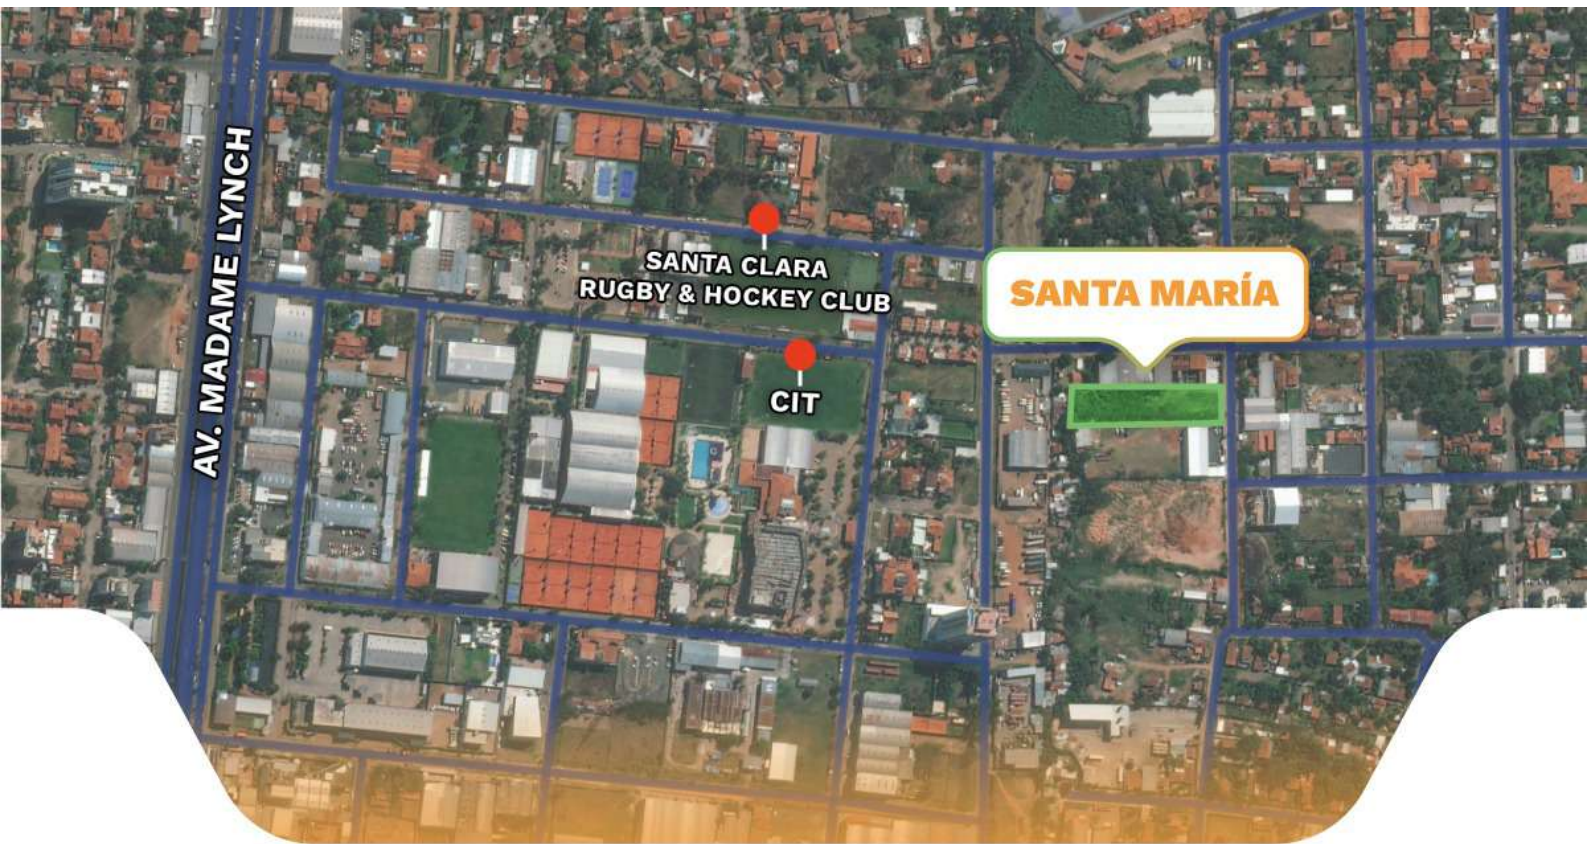 AV. MADAME LYNCH
SANTA CLARA
RUGBY & HOCKEY CLUB
SANTA MARÍA
CIT